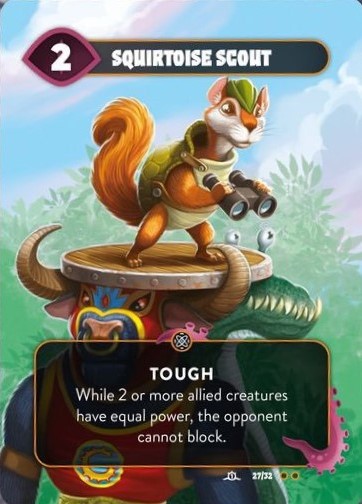 2
SQUIRTOISE SCOUT
TOUGH
While 2 or more allied creatures
have equal power, the opponent
cannot block.
27/32